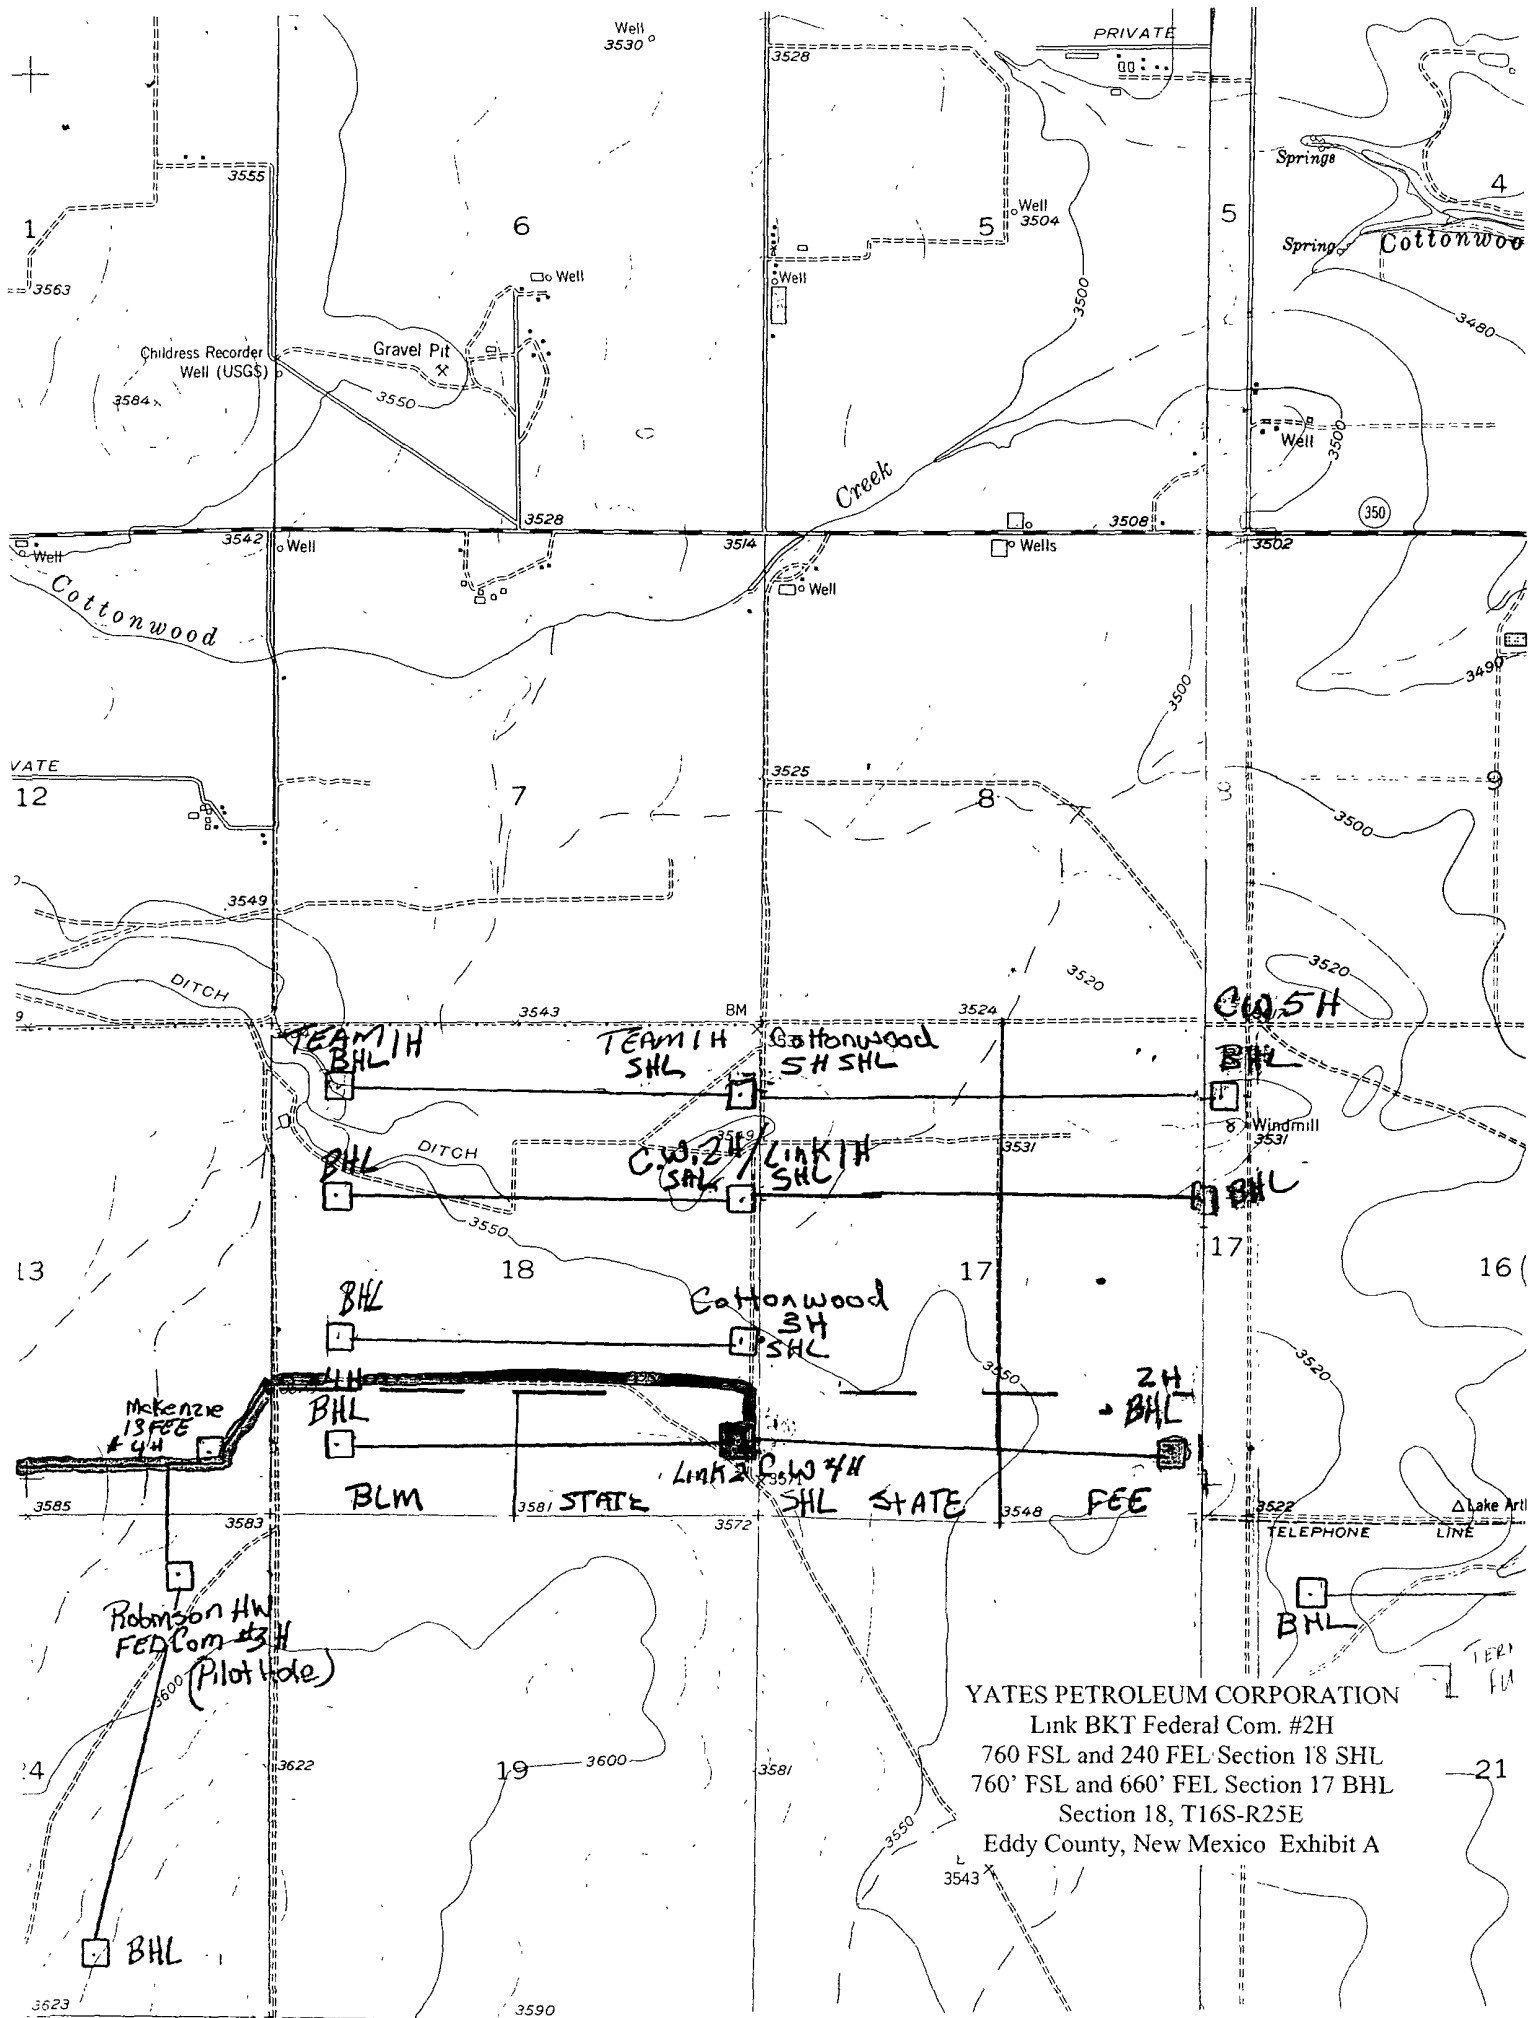 Well
3530
PRIVATE
3528
Springs
4
3555
1
6
5
Well
3504
5
Spring
Cottonwoo
3563
Well
Well
3500
3480
Childress Recorder
Well (USGS)
Gravel Pit
3584
3550
Well
3500
Creek
3528
3508
350
Well
3542
Well
3514
Wells
3502
Cottonwood
Well
3490
3500
VATE
12
7
3525
8
9
3500
3549
DITCH
3520
3520
9
3543
BM
3524
CW 5H
TEAM 1H
BHL
TEAM 1H
SHL
Cottonwood
5H SHL
BHL
Windmill
3531
DITCH
3531
BHL
C.W. 2H / Link 1H
SHL
SHL
BHL
3550
17
13
18
17
16
BHL
Cottonwood
3H
SHL
3550
3520
4H
2H
McKenzie
13 FEE
# 4H
BHL
BHL
Link 2
C.W 4H
BLM
STATE
SHL
STATE
FEE
3585
3583
3581
3572
3548
3522
Lake Art
TELEPHONE LINE
Robinson HW
FED Com #3H
(Pilot Hole)
3600
BHL
YATES PETROLEUM CORPORATION
Link BKT Federal Com. #2H
760 FSL and 240 FEL Section 18 SHL
760' FSL and 660' FEL Section 17 BHL
Section 18, T16S-R25E
Eddy County, New Mexico Exhibit A
24
3622
19
3600
3581
21
3550
3543
BHL
3623
3590